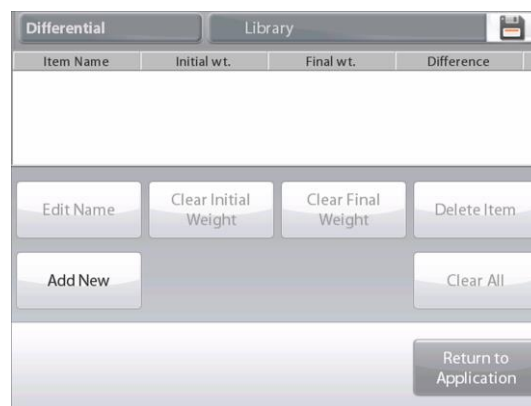 Differential Library
Item Name Initial wt. Final wt. Difference
Edit Name Clear Initial Weight Clear Final Weight Delete Item
Add New Clear All
Return to Application